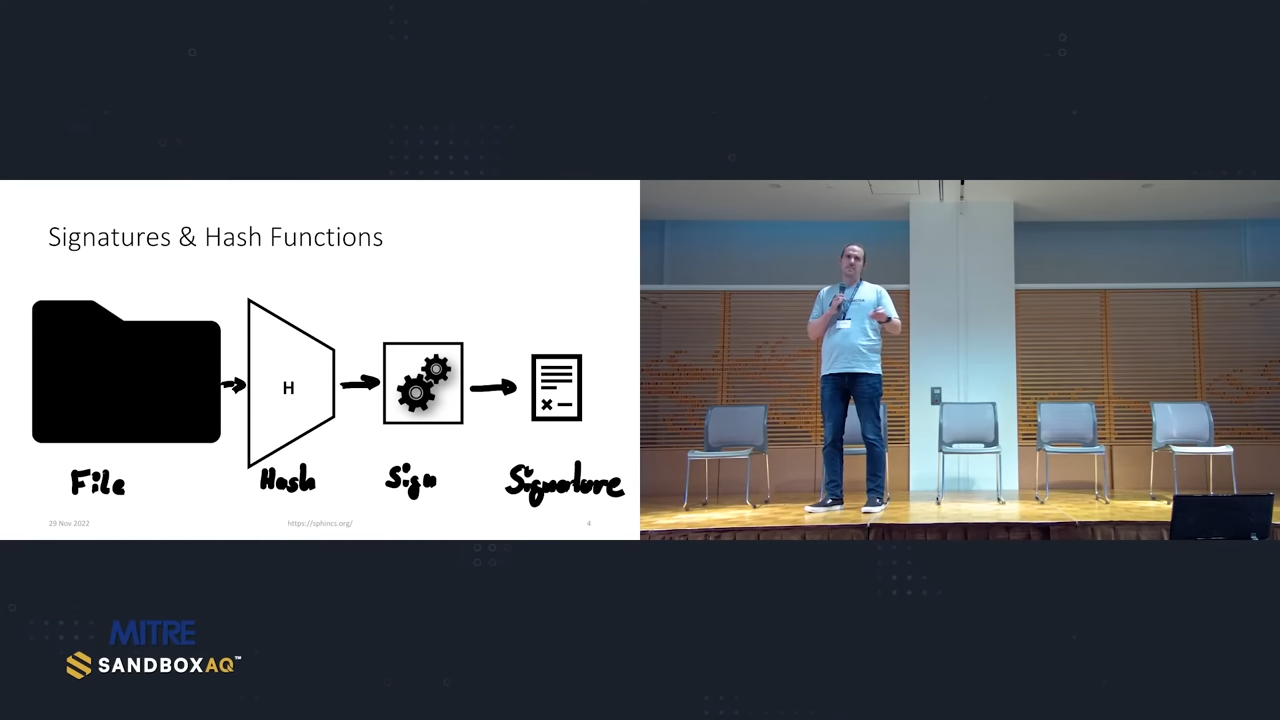 Signatures & Hash Functions
H
File
Hash
Sign
Signature
29 Nov 2022
https://sphincs.org/
4
MITRE
SANDBOXAQ™